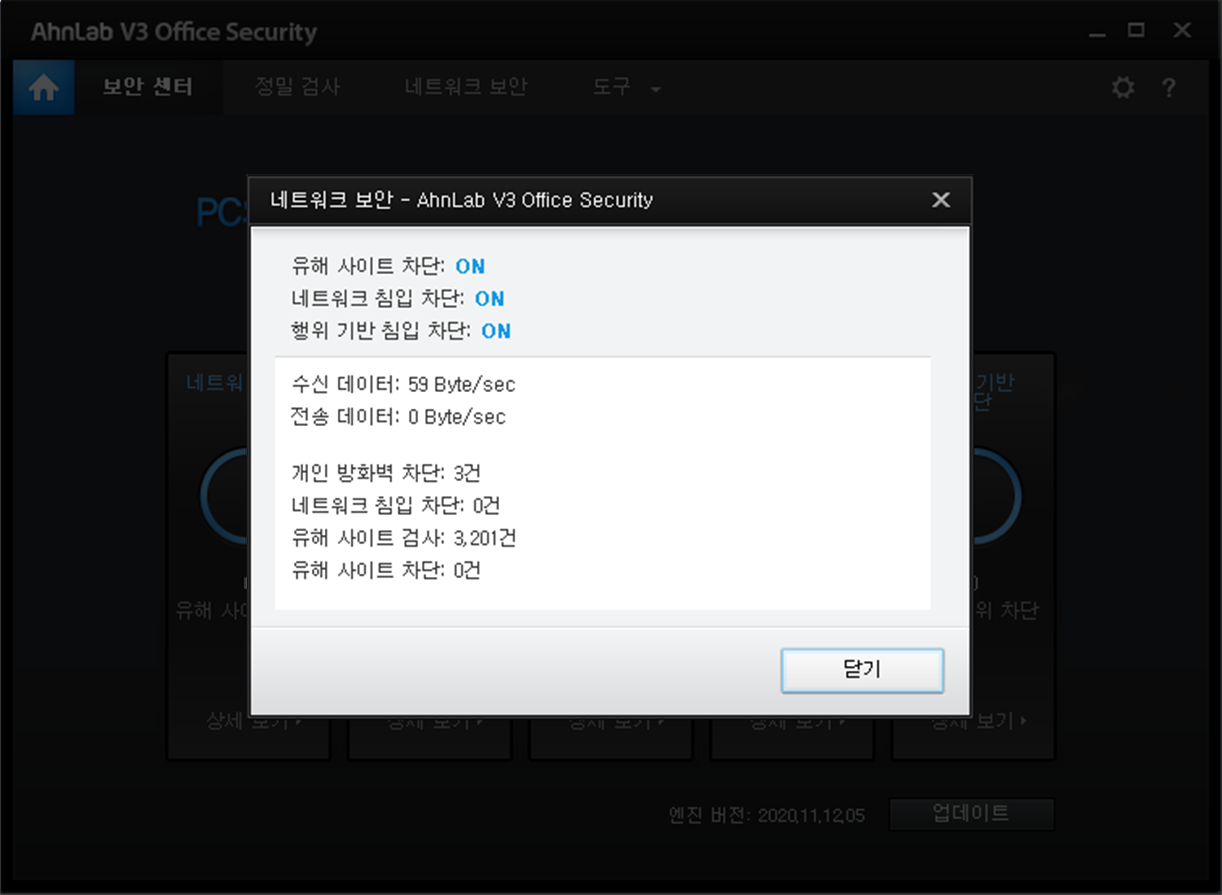 AhnLab V3 Office Security
보안 센터 정밀 검사 네트워크 보안 도구
?
PC
네트워크 보안 - AhnLab V3 Office Security
유해 사이트 차단: ON
네트워크 침입 차단: ON
행위 기반 침입 차단: ON
수신 데이터: 59 Byte/sec
전송 데이터: 0 Byte/sec
개인 방화벽 차단: 3건
네트워크 침입 차단: 0건
유해 사이트 검사: 3,201건
유해 사이트 차단: 0건
닫기
네트워
기반
단
유해 사이
위 차단
상세 보기 상세 보기 상세 보기 상세 보기 상세 보기
엔진 버전: 2020.11.12.05 업데이트